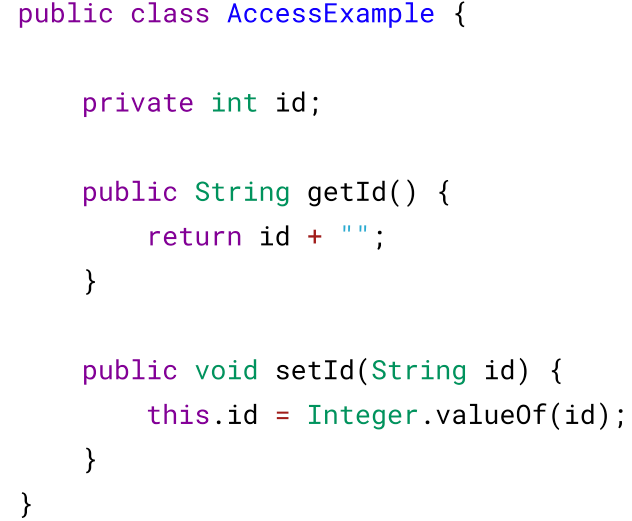 public class AccessExample {
    private int id;
    public String getId() {
        return id + "";
    }
    public void setId(String id) {
        this.id = Integer.valueOf(id);
    }
}